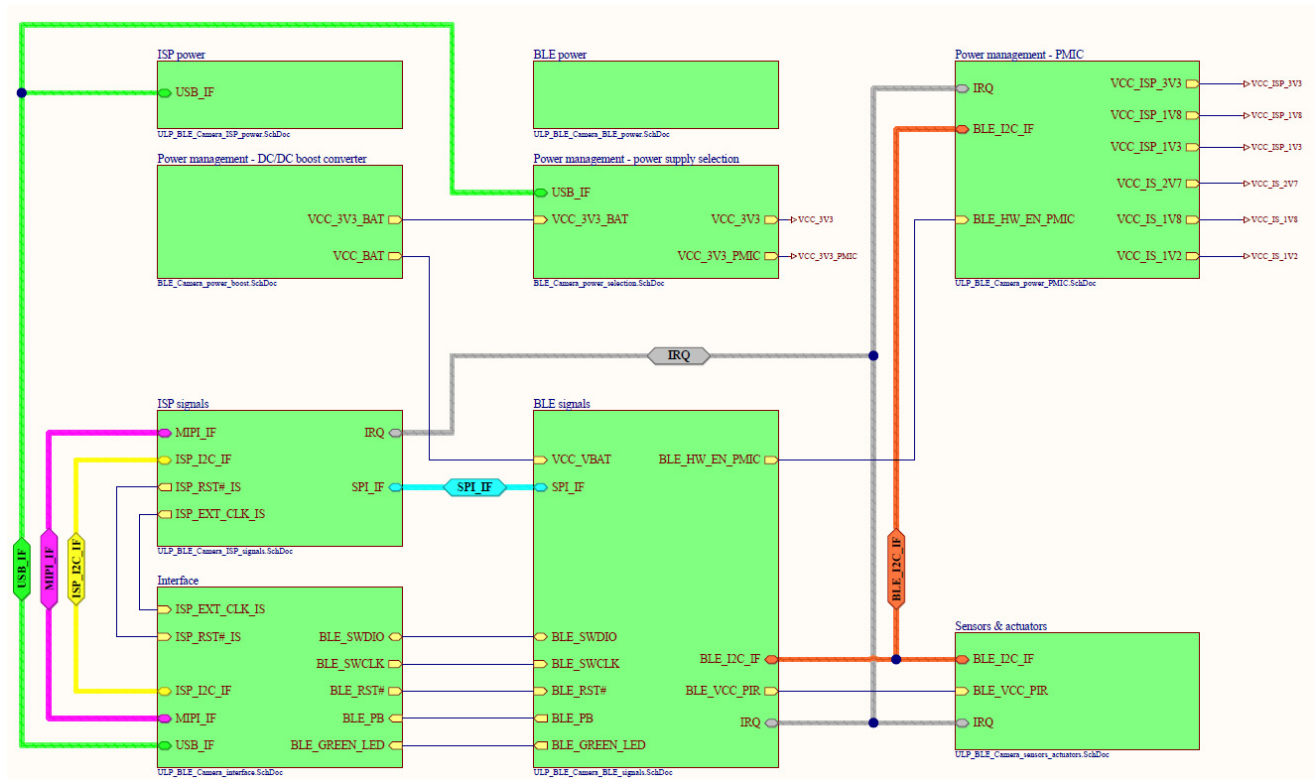 ISP power
USB_IF
ULP_BLE_Camera_ISP_power.SchDoc
BLE power
ULP_BLE_Camera_BLE_power.SchDoc
Power management - PMIC
IRQ
BLE_I2C_IF
BLE_HW_EN_PMIC
VCC_ISP_3V3
VCC_ISP_3V3
VCC_ISP_1V8
VCC_ISP_1V8
VCC_ISP_1V3
VCC_ISP_1V3
VCC_IS_2V7
VCC_IS_2V7
VCC_IS_1V8
VCC_IS_1V8
VCC_IS_1V2
VCC_IS_1V2
ULP_BLE_Camera_power_PMIC.SchDoc
Power management - DC/DC boost converter
VCC_3V3_BAT
VCC_BAT
BLE_Camera_power_boost.SchDoc
Power management - power supply selection
USB_IF
VCC_3V3_BAT
VCC_3V3
VCC_3V3
VCC_3V3_PMIC
VCC_3V3_PMIC
BLE_Camera_power_selection.SchDoc
IRQ
ISP signals
MIPI_IF
IRQ
ISP_I2C_IF
ISP_RST#_IS
SPI_IF
ISP_EXT_CLK_IS
ULP_BLE_Camera_ISP_signals.SchDoc
SPI_IF
BLE signals
VCC_VBAT
BLE_HW_EN_PMIC
SPI_IF
BLE_SWDIO
BLE_SWCLK
BLE_I2C_IF
BLE_RST#
BLE_VCC_PIR
BLE_PB
IRQ
BLE_GREEN_LED
ULP_BLE_Camera_BLE_signals.SchDoc
USB_IF
MIPI_IF
ISP_I2C_IF
BLE_I2C_IF
Interface
ISP_EXT_CLK_IS
ISP_RST#_IS
BLE_SWDIO
BLE_SWCLK
ISP_I2C_IF
BLE_RST#
MIPI_IF
BLE_PB
USB_IF
BLE_GREEN_LED
ULP_BLE_Camera_interface.SchDoc
Sensors & actuators
BLE_I2C_IF
BLE_VCC_PIR
IRQ
ULP_BLE_Camera_sensors_actuators.SchDoc